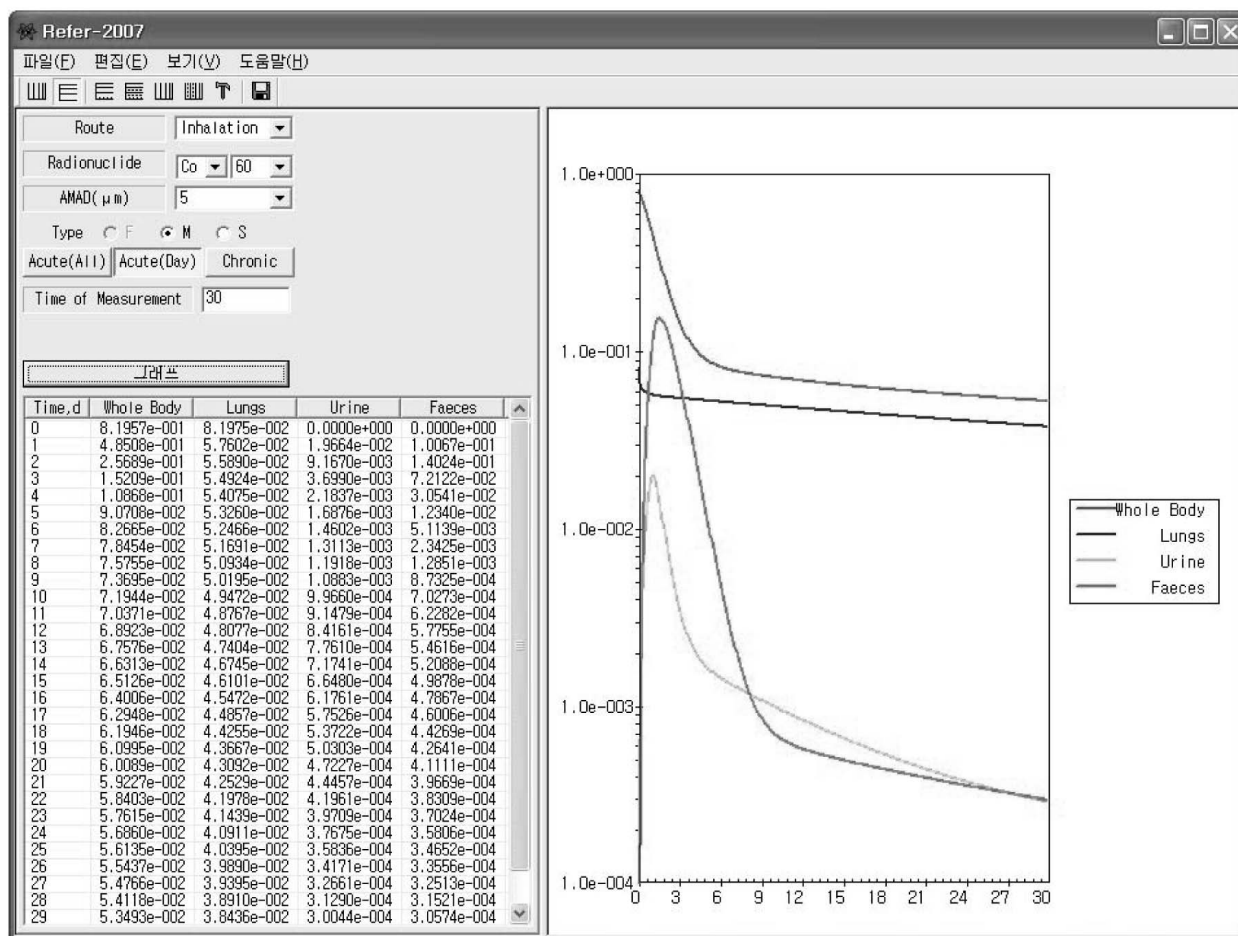 Refer-2007
파일(F) 편집(E) 보기(V) 도움말(H)
Route Inhalation
Radionuclide Co 60
AMAD(μm) 5
Type F M S
Acute(All) Acute(Day) Chronic
Time of Measurement 30
그래프
Time,d Whole Body Lungs Urine Faeces
0 8.1957e-001 8.1975e-002 0.0000e+000 0.0000e+000
1 4.8508e-001 5.7602e-002 1.9664e-002 1.0067e-001
2 2.5689e-001 5.5890e-002 9.1670e-003 1.4024e-001
3 1.5209e-001 5.4924e-002 3.6990e-003 7.2122e-002
4 1.0868e-001 5.4075e-002 2.1837e-003 3.0541e-002
5 9.0708e-002 5.3260e-002 1.6876e-003 1.2340e-002
6 8.2665e-002 5.2466e-002 1.4602e-003 5.1139e-003
7 7.8454e-002 5.1691e-002 1.3113e-003 2.3425e-003
8 7.5755e-002 5.0934e-002 1.1918e-003 1.2851e-003
9 7.3695e-002 5.0195e-002 1.0883e-003 8.7325e-004
10 7.1944e-002 4.9472e-002 9.9660e-004 7.0273e-004
11 7.0371e-002 4.8767e-002 9.1479e-004 6.2282e-004
12 6.8923e-002 4.8077e-002 8.4161e-004 5.7755e-004
13 6.7576e-002 4.7404e-002 7.7610e-004 5.4616e-004
14 6.6313e-002 4.6745e-002 7.1741e-004 5.2088e-004
15 6.5126e-002 4.6101e-002 6.6480e-004 4.9878e-004
16 6.4006e-002 4.5472e-002 6.1761e-004 4.7867e-004
17 6.2948e-002 4.4857e-002 5.7526e-004 4.6006e-004
18 6.1946e-002 4.4255e-002 5.3722e-004 4.4269e-004
19 6.0995e-002 4.3667e-002 5.0303e-004 4.2641e-004
20 6.0089e-002 4.3092e-002 4.7227e-004 4.1111e-004
21 5.9227e-002 4.2529e-002 4.4457e-004 3.9669e-004
22 5.8403e-002 4.1978e-002 4.1961e-004 3.8309e-004
23 5.7615e-002 4.1439e-002 3.9709e-004 3.7024e-004
24 5.6860e-002 4.0911e-002 3.7675e-004 3.5806e-004
25 5.6135e-002 4.0395e-002 3.5836e-004 3.4652e-004
26 5.5437e-002 3.9890e-002 3.4171e-004 3.3556e-004
27 5.4766e-002 3.9395e-002 3.2661e-004 3.2513e-004
28 5.4118e-002 3.8910e-002 3.1290e-004 3.1521e-004
29 5.3493e-002 3.8436e-002 3.0044e-004 3.0574e-004
1.0e+000
1.0e-001
1.0e-002
1.0e-003
1.0e-004
0 3 6 9 12 15 18 21 24 27 30
Whole Body
Lungs
Urine
Faeces